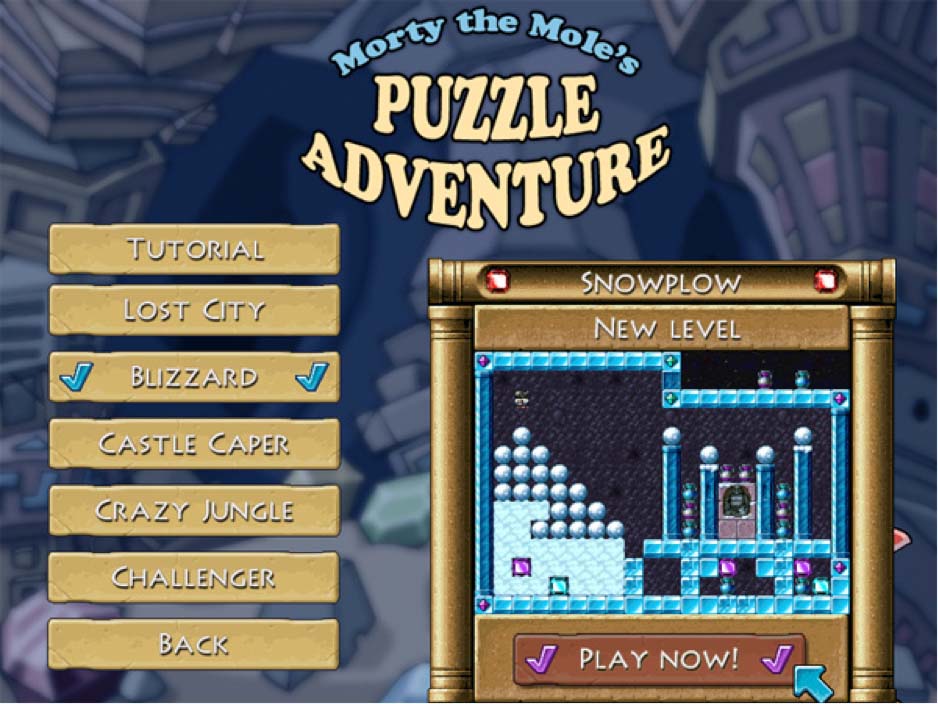 Morty the Mole's
PUZZLE
ADVENTURE
TUTORIAL
LOST CITY
BLIZZARD
CASTLE CAPER
CRAZY JUNGLE
CHALLENGER
BACK
SNOWPLOW
NEW LEVEL
PLAY NOW!